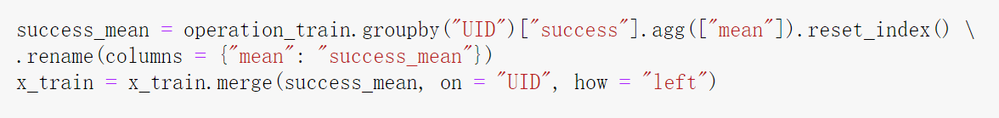 success_mean = operation_train.groupby("UID")["success"].agg(["mean"]).reset_index() \
.rename(columns = {"mean": "success_mean"})
x_train = x_train.merge(success_mean, on = "UID", how = "left")